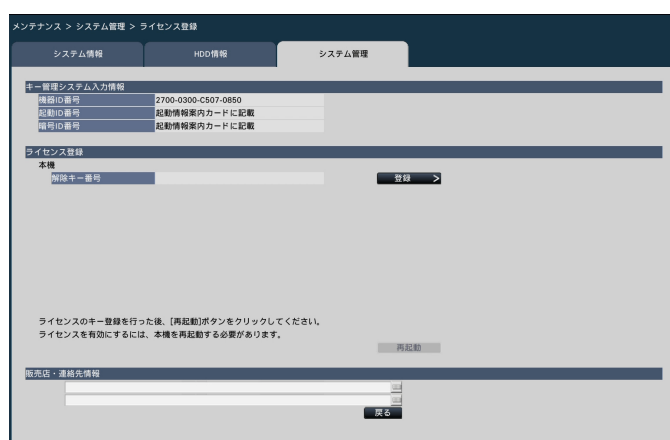 メンテナンス > システム管理 > ライセンス登録
システム情報 HDD情報 システム管理
キー管理システム入力情報
機器ID番号 2700-0300-C507-0850
起動ID番号 起動情報案内カードに記載
暗号ID番号 起動情報案内カードに記載
ライセンス登録
本機
解除キー番号 登録 >
ライセンスのキー登録を行った後、[再起動]ボタンをクリックしてください。
ライセンスを有効にするには、本機を再起動する必要があります。
再起動
販売店・連絡先情報
戻る